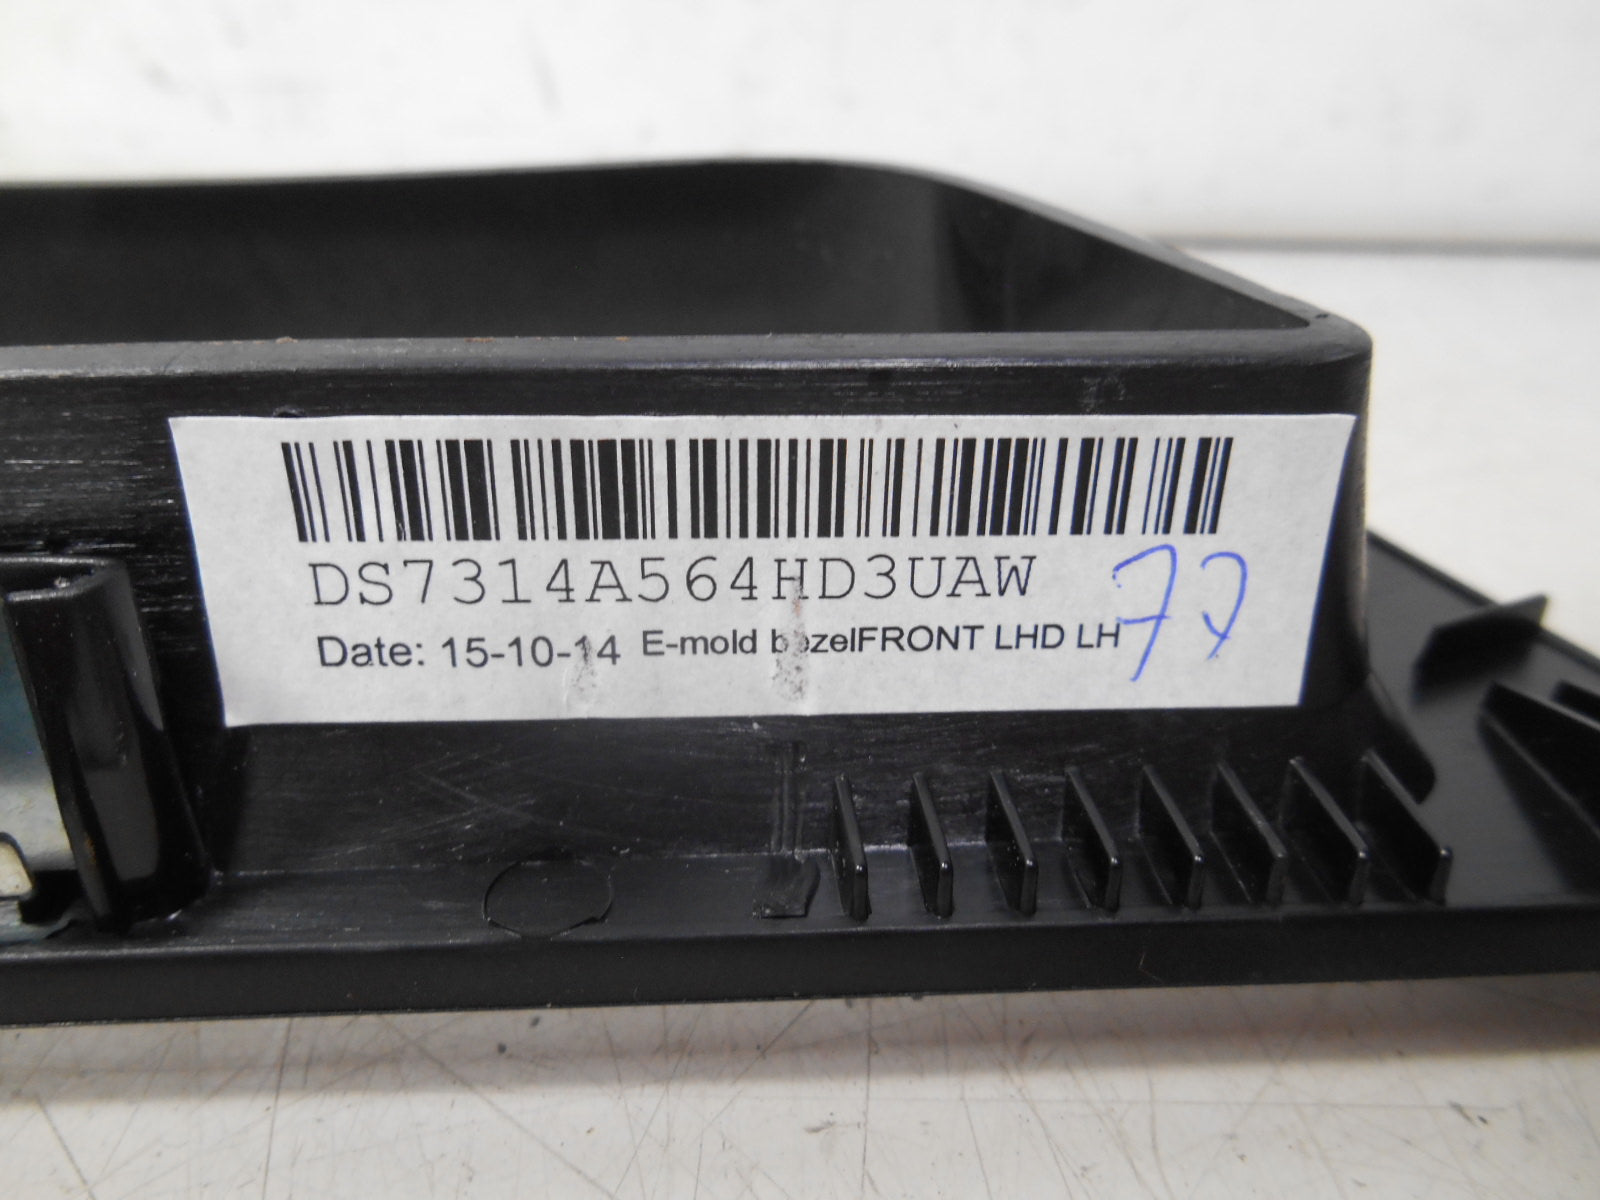 DS7314A564HD3UAW
Date: 15-10-14 E-mold bezelFRONT LHD LH